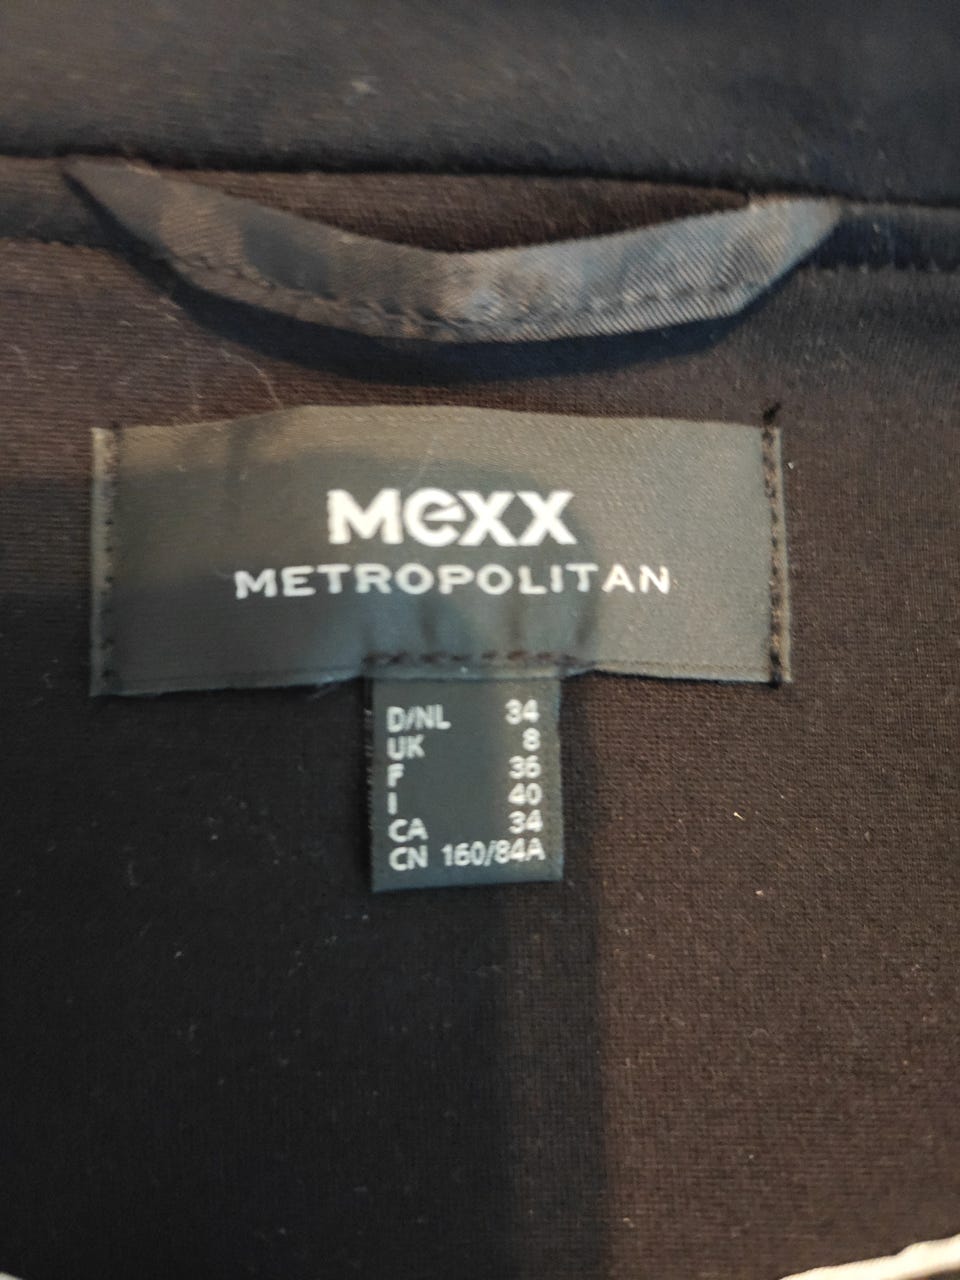 MEXX
METROPOLITAN
D/NL 34
UK 8
F 36
I 40
CA 34
CN 160/84A